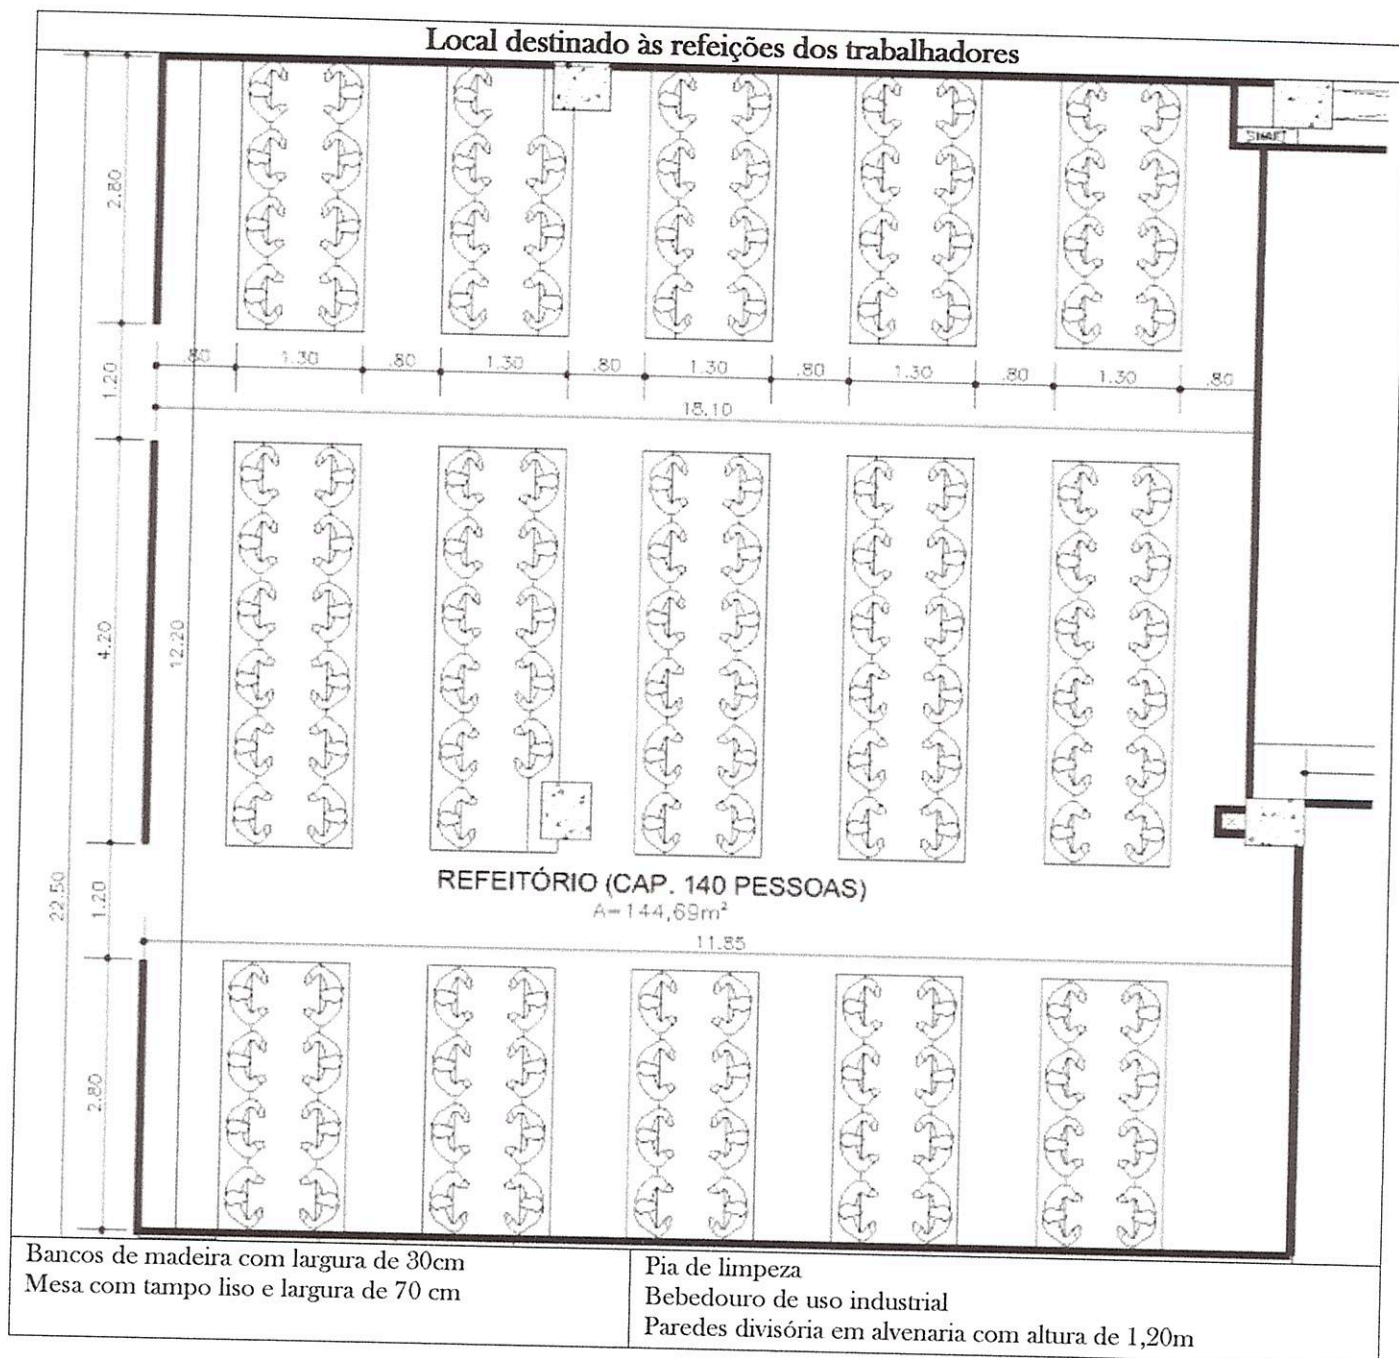 Local destinado às refeições dos trabalhadores
SHAFT
2.80
.80 1.30 .80 1.30 .80 1.30 .80 1.30 .80 1.30 .80
1.20
18.10
4.20
12.20
REFEITÓRIO (CAP. 140 PESSOAS)
A=144,69m²
22.50
1.20
11.85
2.80
Bancos de madeira com largura de 30cm
Mesa com tampo liso e largura de 70 cm
Pia de limpeza
Bebedouro de uso industrial
Paredes divisória em alvenaria com altura de 1,20m